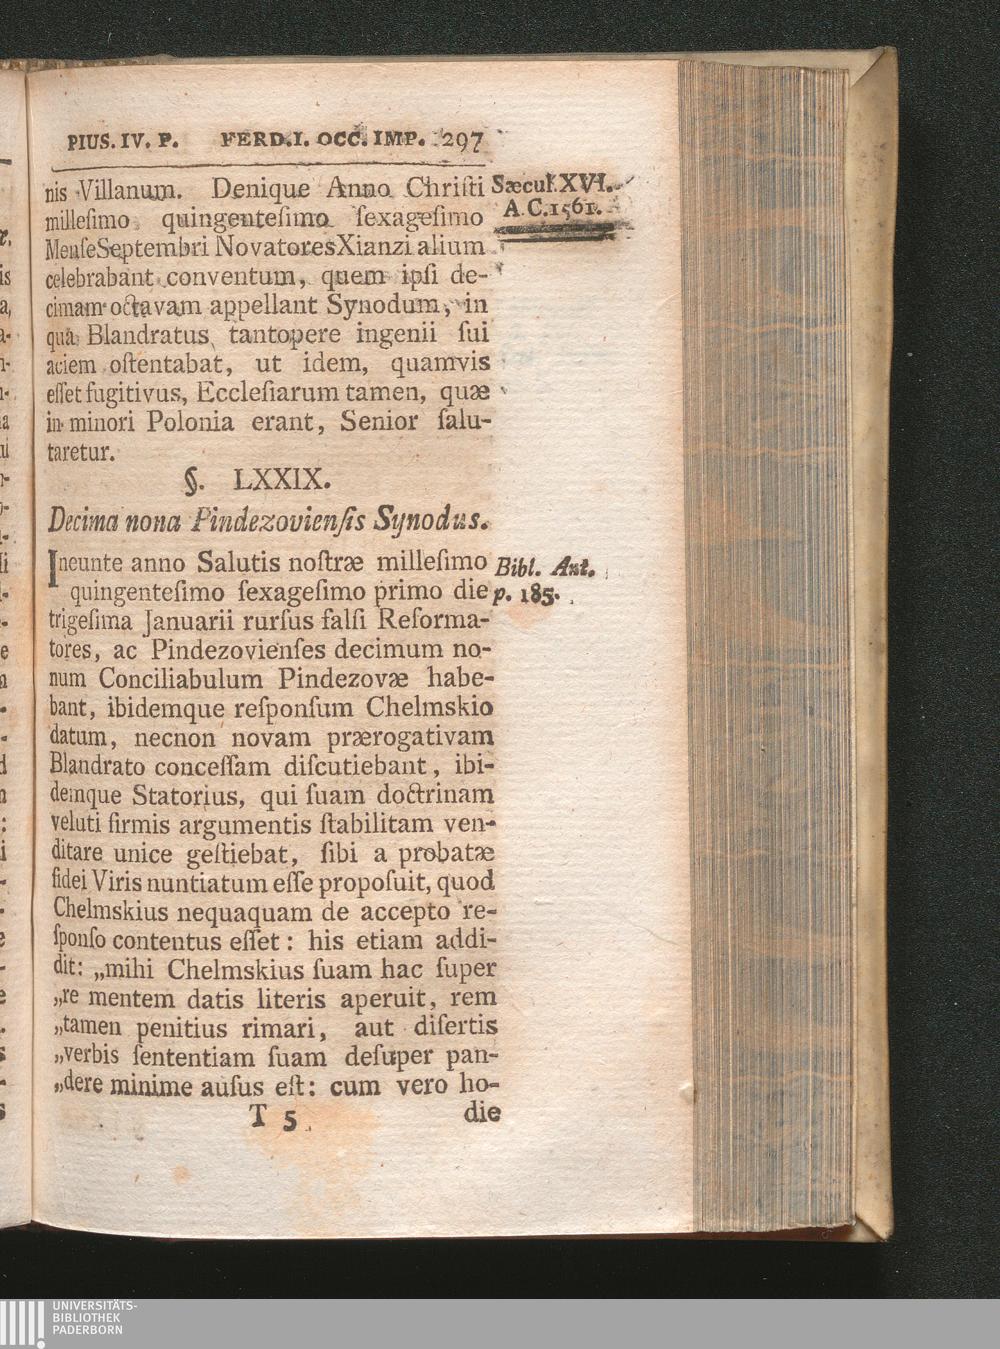 PIUS. IV. P. FERD. I. OCC. IMP. 297
nis Villanum. Denique Anno Chriſti
Sæcul. XVI.
milleſimo quingenteſimo ſexageſimo
A. C. 1561.
Menſe Septembri Novatores Xianzi alium
celebrabant conventum, quem ipſi de-
cimam octavam appellant Synodum, in
qua Blandratus tantopere ingenii ſui
aciem oſtentabat, ut idem, quamvis
eſſet fugitivus, Eccleſiarum tamen, quæ
in minori Polonia erant, Senior ſalu-
taretur.
§. LXXIX.
Decima nona Pindezovienſis Synodus.
Ineunte anno Salutis noſtræ milleſimo
Bibl. Ant.
quingenteſimo ſexageſimo primo die
p. 185.
trigeſima Januarii rurſus falſi Reforma-
tores, ac Pindezovienſes decimum no-
num Conciliabulum Pindezovæ habe-
bant, ibidemque reſponſum Chelmskio
datum, necnon novam prærogativam
Blandrato conceſſam diſcutiebant, ibi-
demque Statorius, qui ſuam doctrinam
veluti firmis argumentis ſtabilitam ven-
ditare unice geſtiebat, ſibi a probatæ
fidei Viris nuntiatum eſſe propoſuit, quod
Chelmskius nequaquam de accepto re-
ſponſo contentus eſſet: his etiam addi-
dit: „mihi Chelmskius ſuam hac ſuper
„re mentem datis literis aperuit, rem
„tamen penitius rimari, aut diſertis
„verbis ſententiam ſuam deſuper pan-
„dere minime auſus eſt: cum vero ho-
T 5
die
UNIVERSITÄTS-
BIBLIOTHEK
PADERBORN